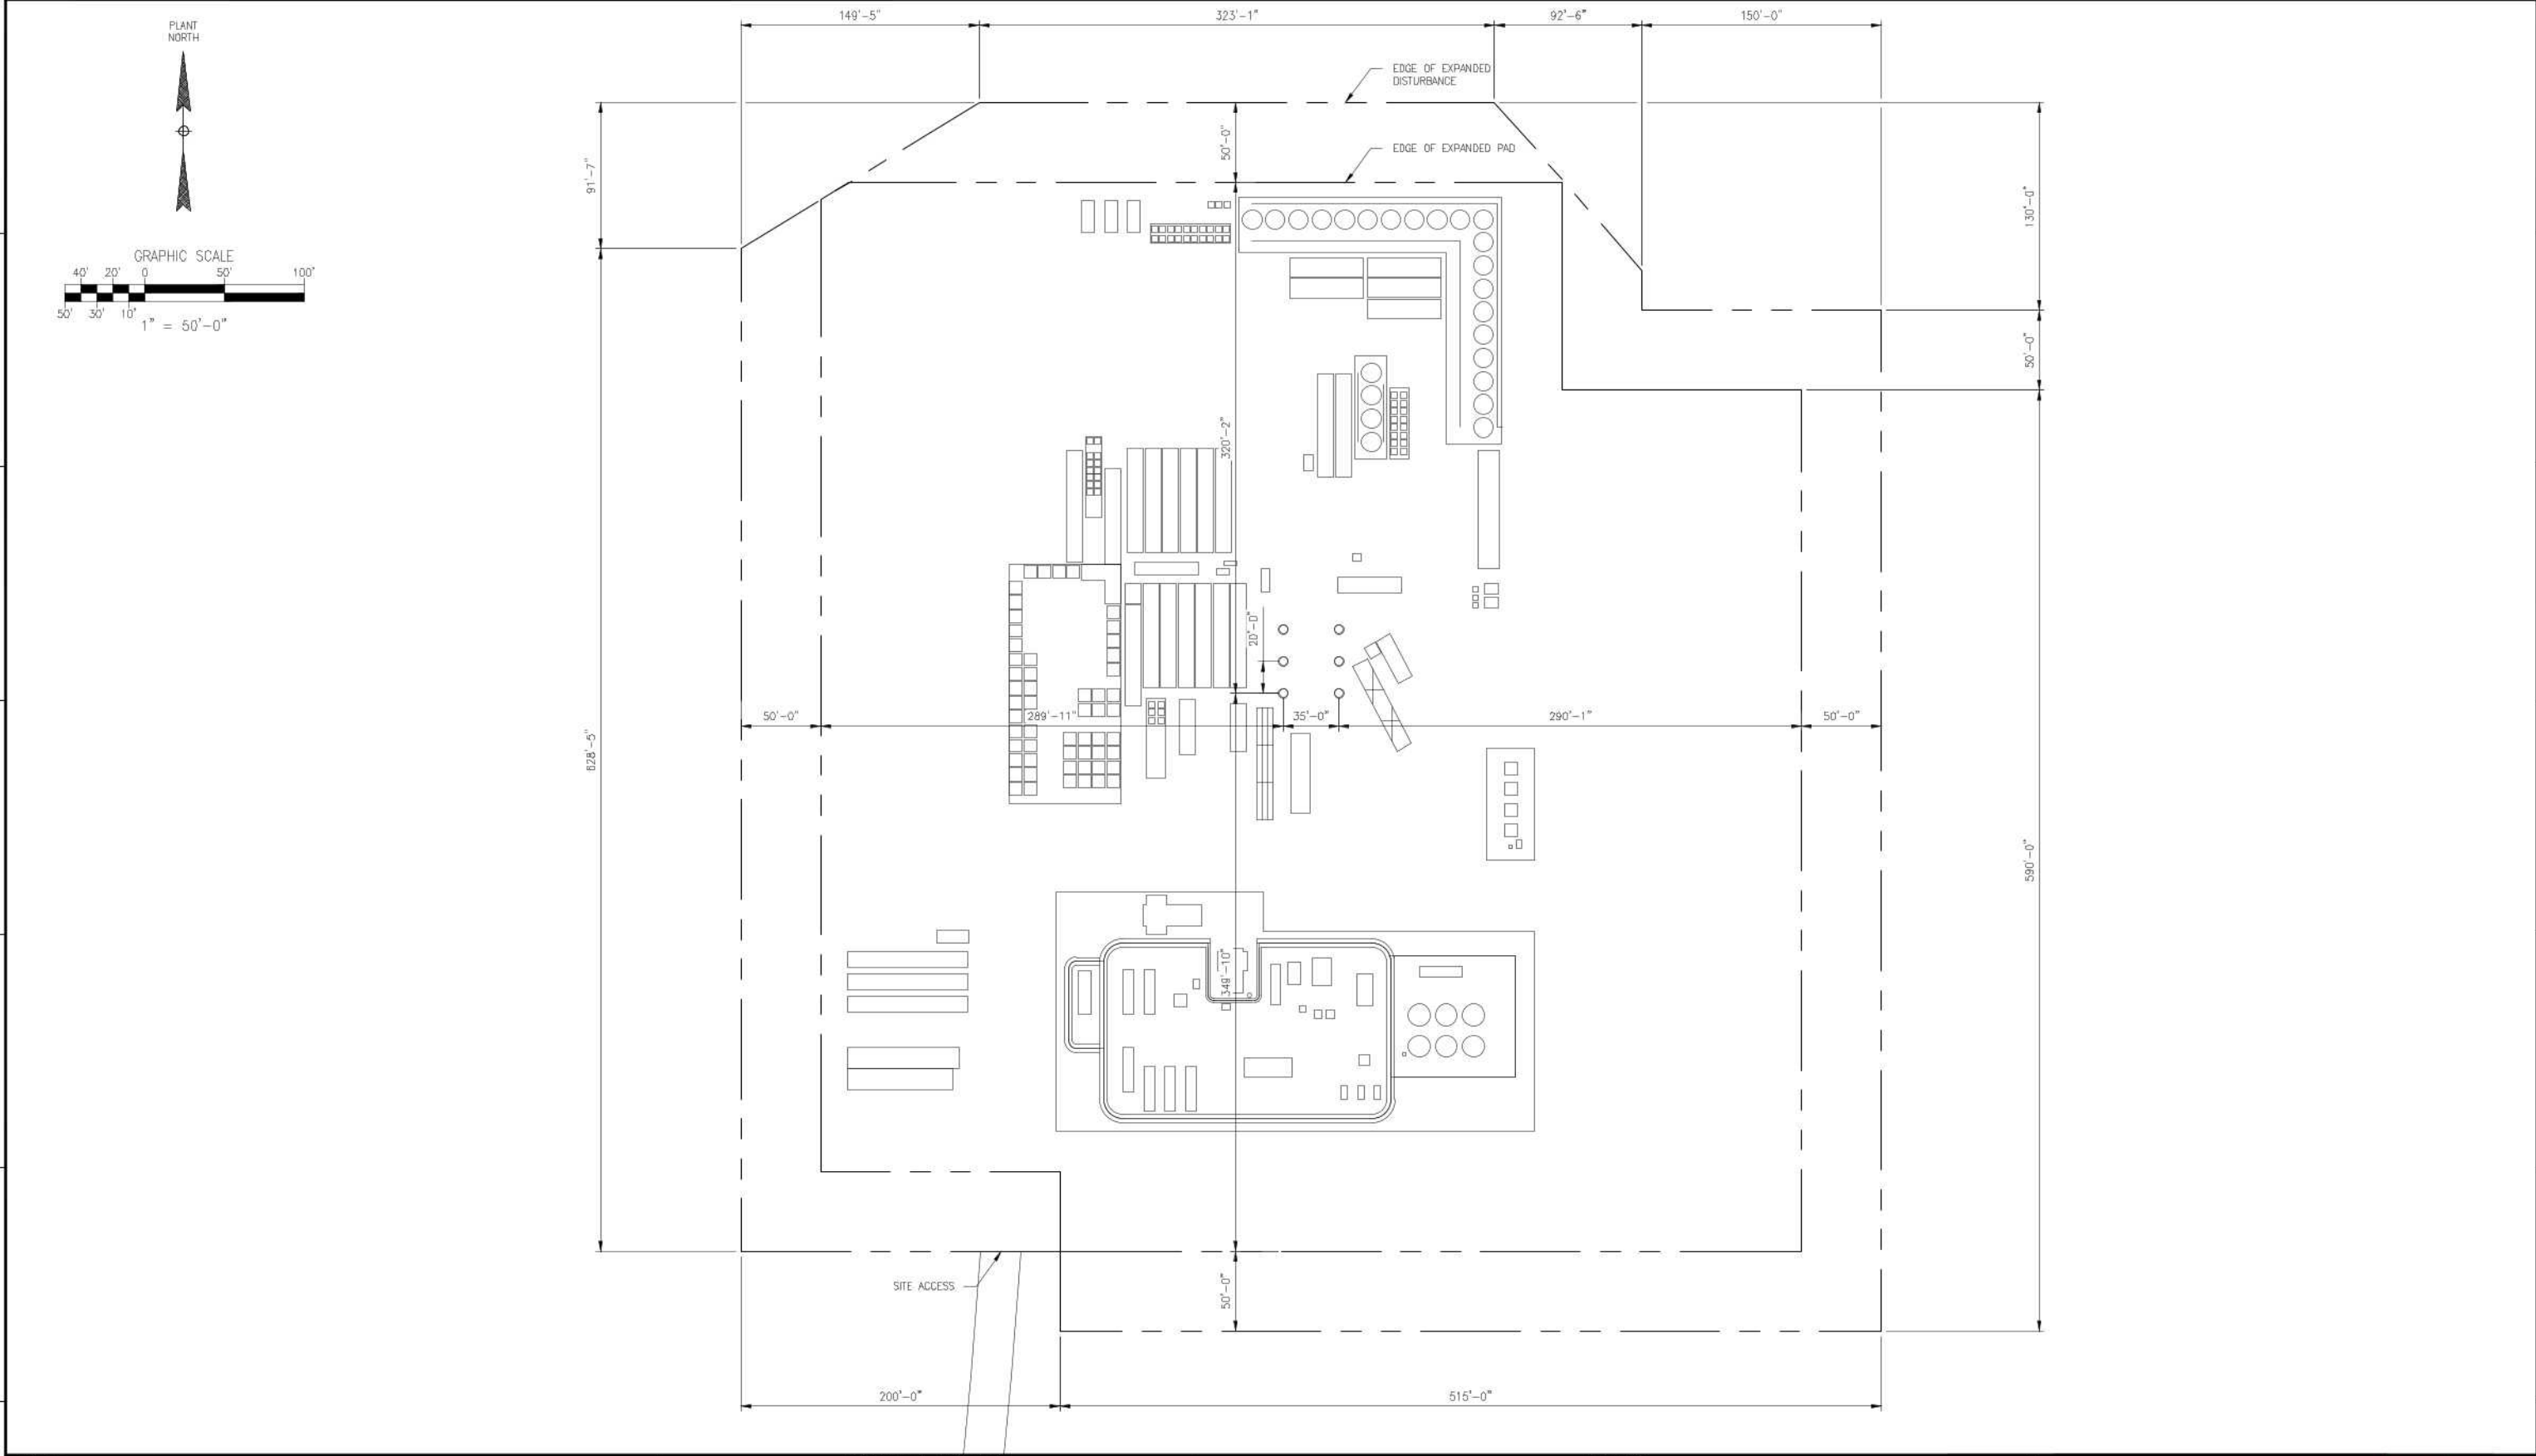 149'-5"
323'-1"
92'-6"
150'-0"
PLANT
NORTH
EDGE OF EXPANDED
DISTURBANCE
50'-0"
EDGE OF EXPANDED PAD
91'-7"
130'-0"
GRAPHIC SCALE
40' 20' 0 50' 100'
50' 30' 10'
1" = 50'-0"
50'-0"
320'-2"
20'-0"
50'-0"
289'-11"
35'-0"
290'-1"
50'-0"
628'-5"
590'-0"
349'-10"
SITE ACCESS
50'-0"
200'-0"
515'-0"